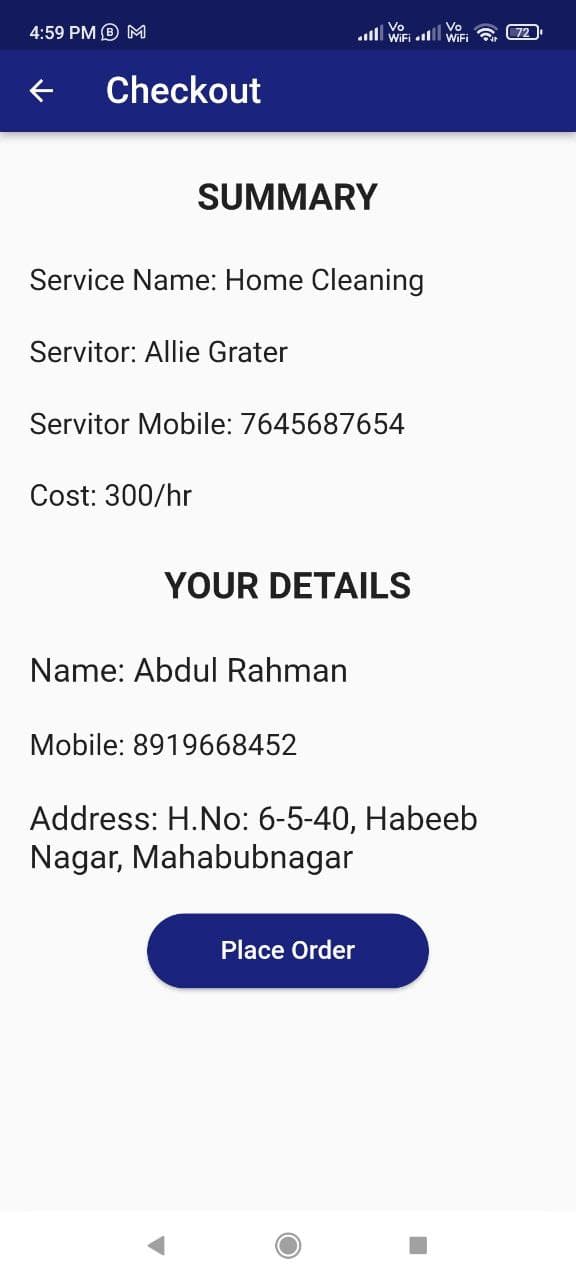 4:59 PM
Vo WiFi Vo WiFi 72
Checkout
SUMMARY
Service Name: Home Cleaning
Servitor: Allie Grater
Servitor Mobile: 7645687654
Cost: 300/hr
YOUR DETAILS
Name: Abdul Rahman
Mobile: 8919668452
Address: H.No: 6-5-40, Habeeb
Nagar, Mahabubnagar
Place Order